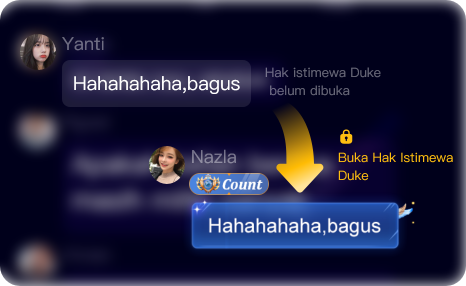 Yanti
Hahahahaha,bagus
Hak istimewa Duke
belum dibuka
Nazla
Count
Buka Hak Istimewa
Duke
Hahahahaha,bagus